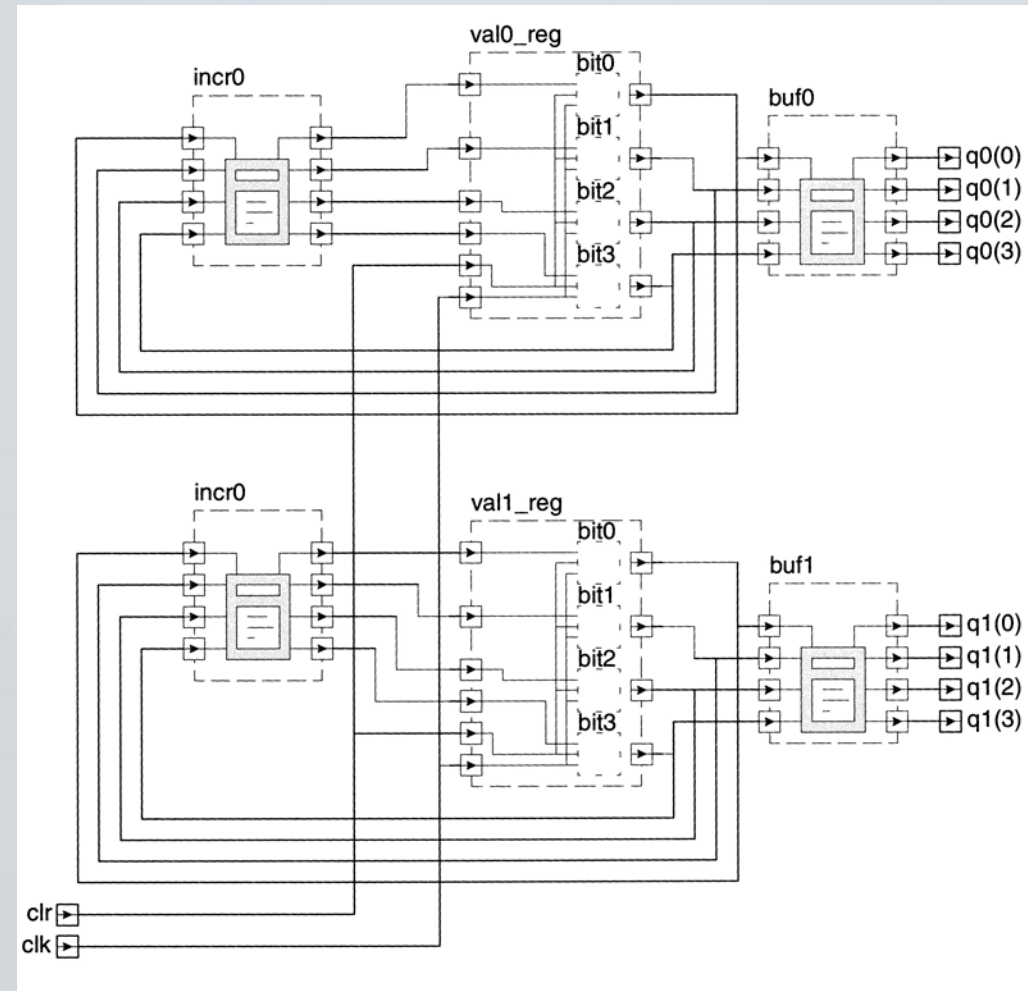 val0_reg
incr0
bit0
buf0
bit1
q0(0)
bit2
q0(1)
q0(2)
bit3
q0(3)
incr0
val1_reg
bit0
buf1
bit1
q1(0)
bit2
q1(1)
q1(2)
bit3
q1(3)
clr
clk